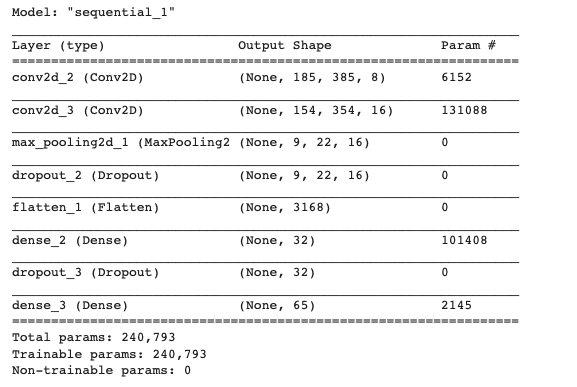 Model: "sequential_1"
Layer (type) Output Shape Param #
conv2d_2 (Conv2D) (None, 185, 385, 8) 6152
conv2d_3 (Conv2D) (None, 154, 354, 16) 131088
max_pooling2d_1 (MaxPooling2 (None, 9, 22, 16) 0
dropout_2 (Dropout) (None, 9, 22, 16) 0
flatten_1 (Flatten) (None, 3168) 0
dense_2 (Dense) (None, 32) 101408
dropout_3 (Dropout) (None, 32) 0
dense_3 (Dense) (None, 65) 2145
Total params: 240,793
Trainable params: 240,793
Non-trainable params: 0